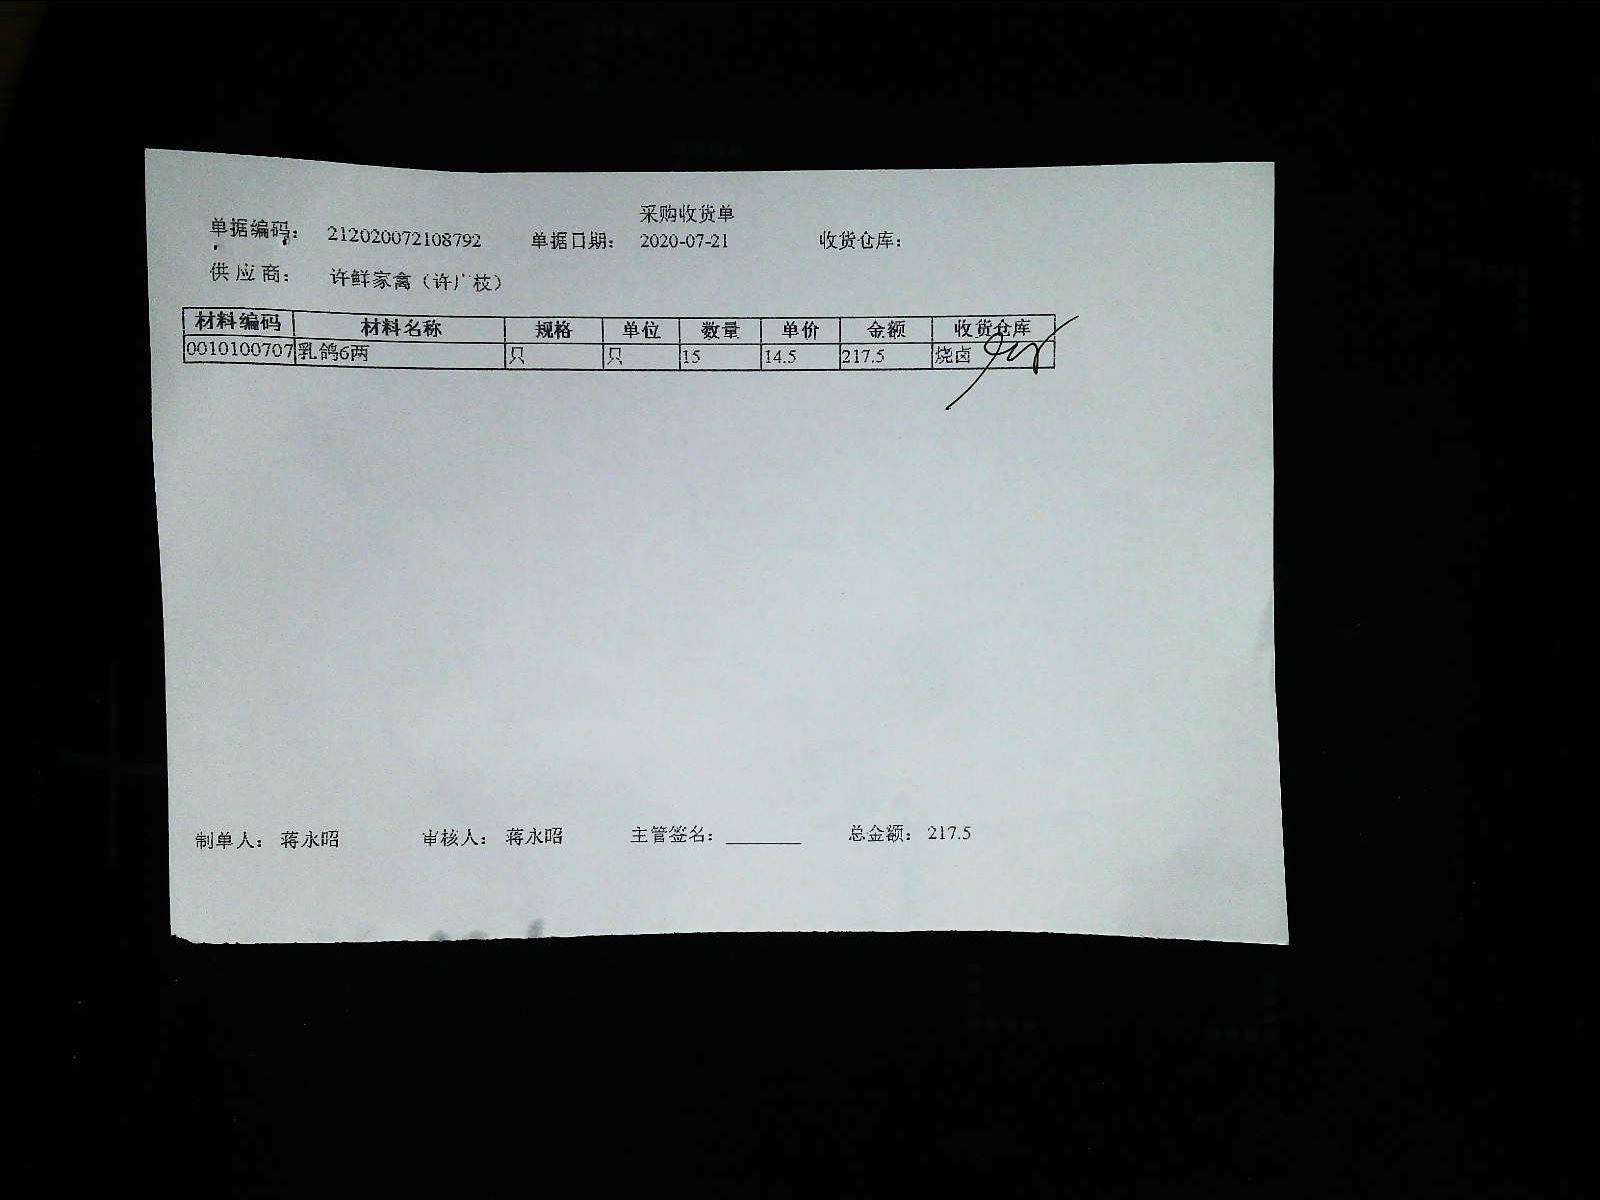 采购收货单
单据编码： 212020072108792 单据日期： 2020-07-21 收货仓库：
供应商： 许鲜家禽（许广枝）
材料编码 材料名称 规格 单位 数量 单价 金额 收货仓库
0010100707 乳鸽6两 只 只 15 14.5 217.5 烧卤
制单人： 蒋永昭 审核人： 蒋永昭 主管签名：________ 总金额： 217.5